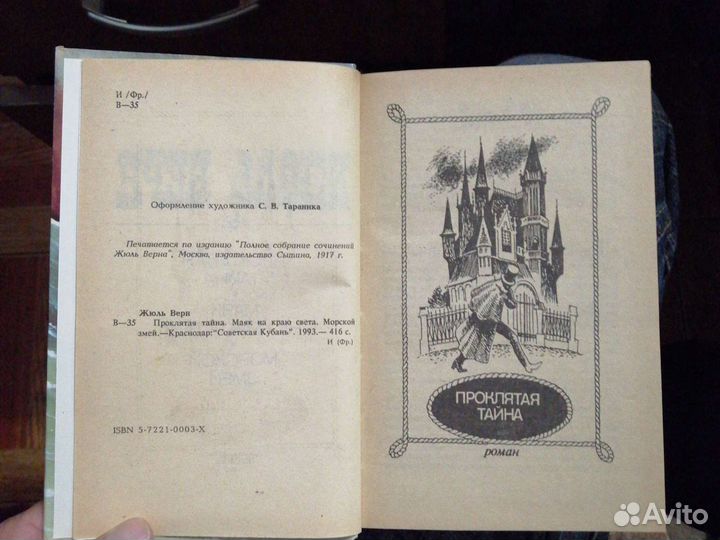 И /Фр./
В—35
Оформление художника С. В. Тараника
Печатается по изданию "Полное собрание сочинений
Жюль Верна", Москва, издательство Сытина, 1917 г.
Жюль Верн
В—35 Проклятая тайна. Маяк на краю света. Морской
змей.—Краснодар:"Советская Кубань". 1993.— 416 с.
И (Фр.)
ISBN 5-7221-0003-X
ПРОКЛЯТАЯ
ТАЙНА
роман
Avito